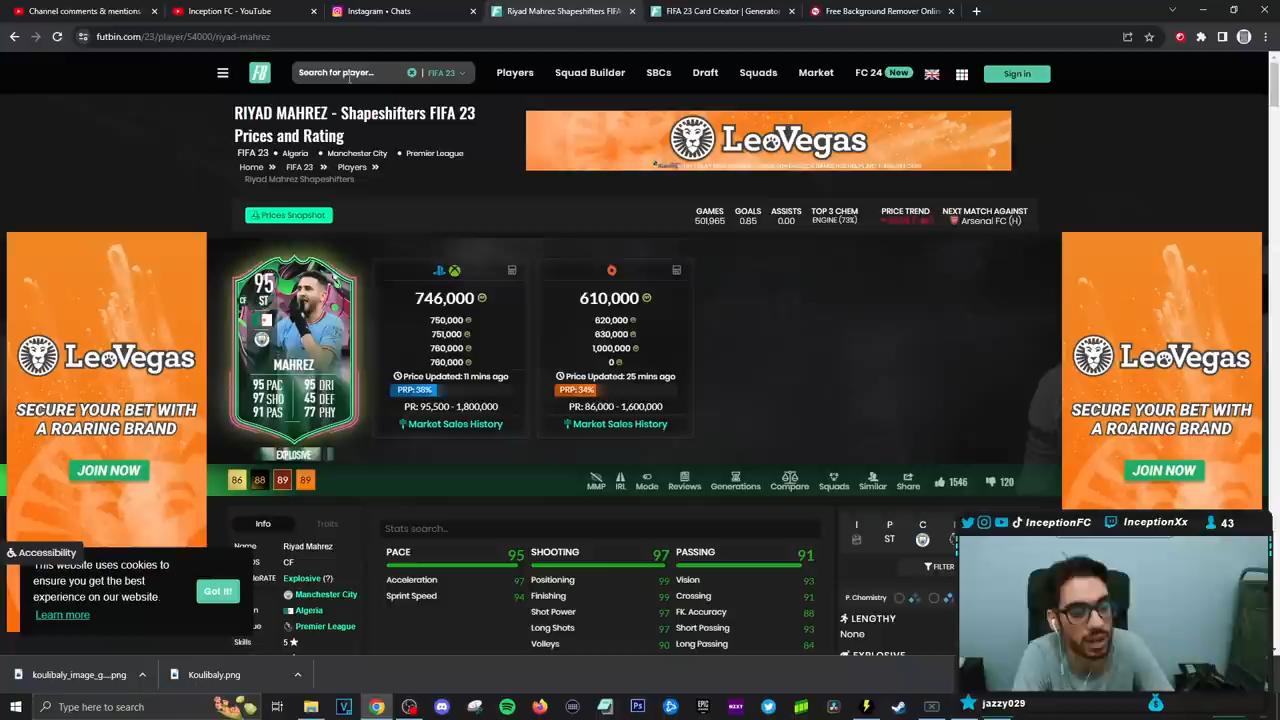 Comments & mentions
Inception FC - YouTube
Instagram • Chats
Riyad Mahrez Shapeshifters FIFA
FIFA 23 Card Creator | Generator
Free Background Remover Onlin
futbin.com/23/player/54000/riyad-mahrez
Search for player...
FIFA 23
Players
Squad Builder
SBCs
Draft
Squads
Market
FC 24 New
Sign in
RIYAD MAHREZ - Shapeshifters FIFA 23
Prices and Rating
FIFA 23 • Algeria • Manchester City • Premier League
Home » FIFA 23 » Players »
Riyad Mahrez Shapeshifters
LeoVegas
Prices Snapshot
GAMES
501,965
GOALS
0.85
ASSISTS
0.00
TOP 3 CHEM
ENGINE (73%)
PRICE TREND
NEXT MATCH AGAINST
Arsenal FC (H)
95
ST
CF
MAHREZ
95 PAC 95 DRI
97 SHO 45 DEF
91 PAS 77 PHY
EXPLOSIVE
746,000
750,000
751,000
760,000
760,000
Price Updated: 11 mins ago
PRP: 38%
PR: 95,500 - 1,800,000
Market Sales History
610,000
620,000
630,000
1,000,000
0
Price Updated: 25 mins ago
PRP: 34%
PR: 86,000 - 1,600,000
Market Sales History
LeoVegas
SECURE YOUR BET WITH
A ROARING BRAND
JOIN NOW
LeoVegas
SECURE YOUR BET WITH
A ROARING BRAND
JOIN NOW
86 88 89 89
MMP
IRL
Mode
Reviews
Generations
Compare
Squads
Similar
Share
1546
120
Info
Traits
Name Riyad Mahrez
CF
Explosive (?)
Manchester City
Algeria
Premier League
Skills 5
Stats search...
PACE 95
Acceleration 97
Sprint Speed 94
SHOOTING 97
Positioning 99
Finishing 99
Shot Power 97
Long Shots 97
Volleys 90
PASSING 91
Vision 93
Crossing 91
FK. Accuracy 88
Short Passing 93
Long Passing 84
I P C
ST
FILTER
P. Chemistry
LENGTHY
None
EXPLOSIVE
Accessibility
This website uses cookies to
ensure you get the best
experience on our website.
Learn more
Got it!
InceptionFC
InceptionXx
43
jazzy029
koulibaly_image_g....png
Koulibaly.png
Type here to search